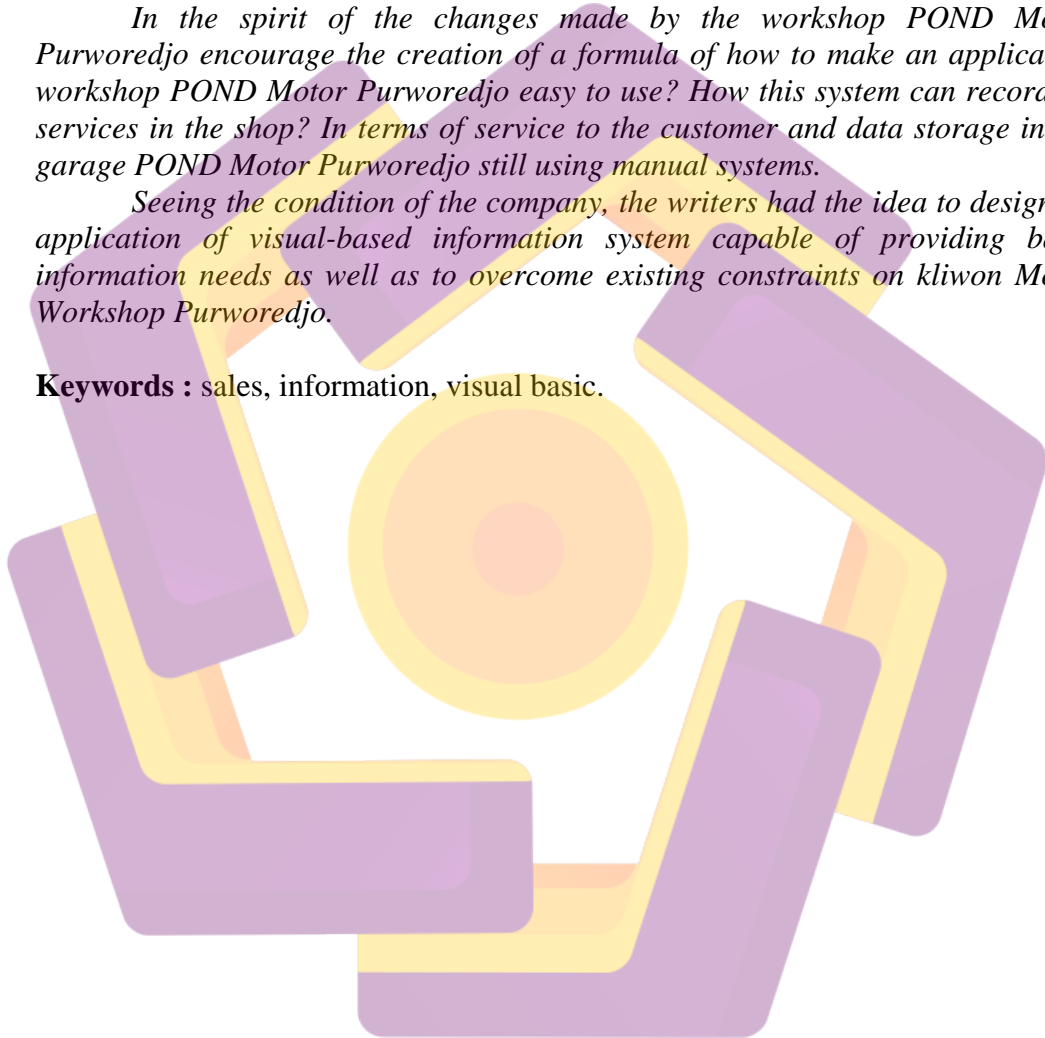 In the spirit of the changes made by the workshop POND Mo
Purworedjo encourage the creation of a formula of how to make an applica
workshop POND Motor Purworedjo easy to use? How this system can record
services in the shop? In terms of service to the customer and data storage in
garage POND Motor Purworedjo still using manual systems.
Seeing the condition of the company, the writers had the idea to design
application of visual-based information system capable of providing be
information needs as well as to overcome existing constraints on kliwon Mo
Workshop Purworedjo.
Keywords : sales, information, visual basic.